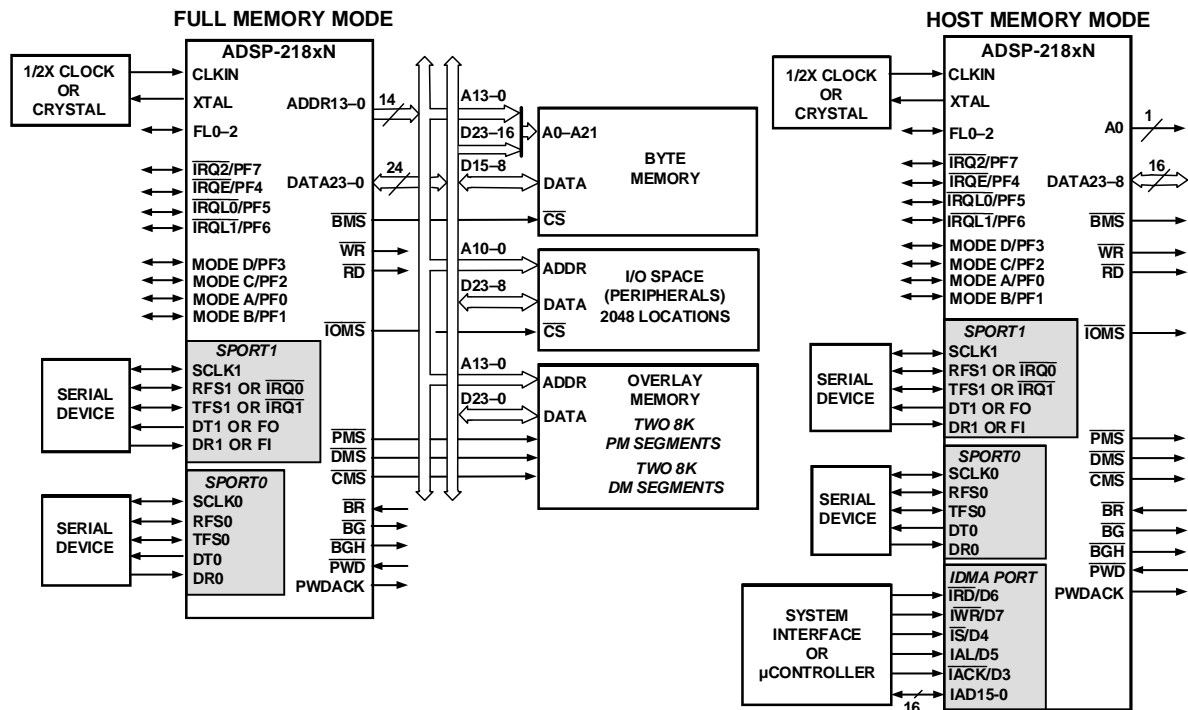 FULL MEMORY MODE
ADSP-218xN
1/2X CLOCK
OR
CRYSTAL
CLKIN
XTAL
FL0–2
IRQ2/PF7
IRQE/PF4
IRQL0/PF5
IRQL1/PF6
MODE D/PF3
MODE C/PF2
MODE A/PF0
MODE B/PF1
ADDR13–0
14
DATA23–0
24
BMS
WR
RD
IOMS
SERIAL
DEVICE
SPORT1
SCLK1
RFS1 OR IRQ0
TFS1 OR IRQ1
DT1 OR FO
DR1 OR FI
PMS
DMS
CMS
SERIAL
DEVICE
SPORT0
SCLK0
RFS0
TFS0
DT0
DR0
BR
BG
BGH
PWD
PWDACK
A13–0
D23–16
D15–8
A0–A21
DATA
CS
BYTE
MEMORY
A10–0
D23–8
ADDR
DATA
CS
I/O SPACE
(PERIPHERALS)
2048 LOCATIONS
A13–0
D23–0
ADDR
DATA
OVERLAY
MEMORY
TWO 8K
PM SEGMENTS
TWO 8K
DM SEGMENTS
HOST MEMORY MODE
ADSP-218xN
1/2X CLOCK
OR
CRYSTAL
CLKIN
XTAL
FL0–2
IRQ2/PF7
IRQE/PF4
IRQL0/PF5
IRQL1/PF6
MODE D/PF3
MODE C/PF2
MODE A/PF0
MODE B/PF1
A0
1
DATA23–8
16
BMS
WR
RD
IOMS
SERIAL
DEVICE
SPORT1
SCLK1
RFS1 OR IRQ0
TFS1 OR IRQ1
DT1 OR FO
DR1 OR FI
PMS
DMS
CMS
SERIAL
DEVICE
SPORT0
SCLK0
RFS0
TFS0
DT0
DR0
BR
BG
BGH
PWD
PWDACK
SYSTEM
INTERFACE
OR
µCONTROLLER
IDMA PORT
IRD/D6
IWR/D7
IS/D4
IAL/D5
IACK/D3
IAD15-0
16